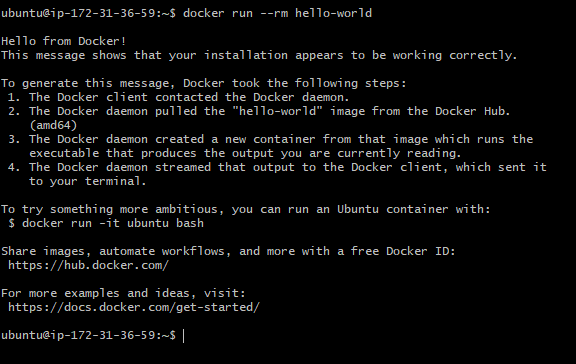 ubuntu@ip-172-31-36-59:~$ docker run --rm hello-world
Hello from Docker!
This message shows that your installation appears to be working correctly.
To generate this message, Docker took the following steps:
1. The Docker client contacted the Docker daemon.
2. The Docker daemon pulled the "hello-world" image from the Docker Hub.
(amd64)
3. The Docker daemon created a new container from that image which runs the
executable that produces the output you are currently reading.
4. The Docker daemon streamed that output to the Docker client, which sent it
to your terminal.
To try something more ambitious, you can run an Ubuntu container with:
$ docker run -it ubuntu bash
Share images, automate workflows, and more with a free Docker ID:
https://hub.docker.com/
For more examples and ideas, visit:
https://docs.docker.com/get-started/
ubuntu@ip-172-31-36-59:~$